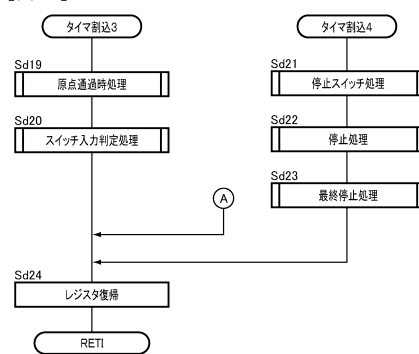 タイマ割込3
Sd19
原点通過時処理
Sd20
スイッチ入力判定処理
A
Sd24
レジスタ復帰
RETI
タイマ割込4
Sd21
停止スイッチ処理
Sd22
停止処理
Sd23
最終停止処理